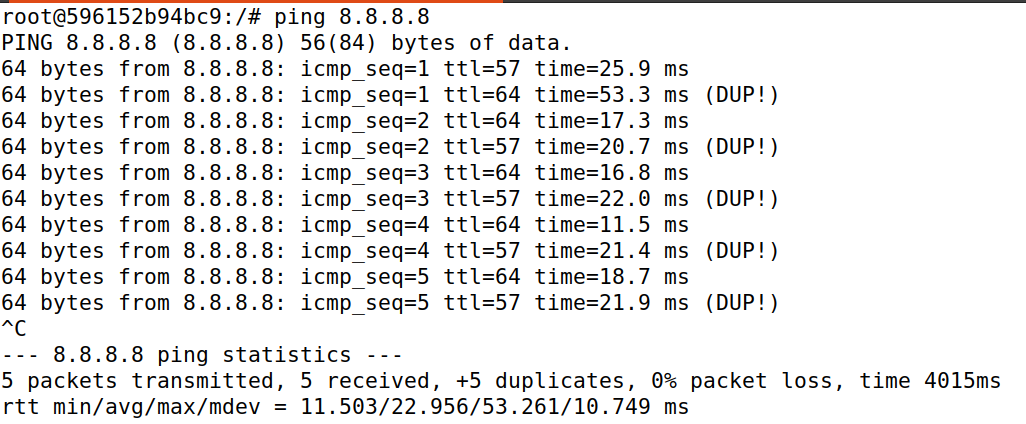 root@596152b94bc9:/# ping 8.8.8.8
PING 8.8.8.8 (8.8.8.8) 56(84) bytes of data.
64 bytes from 8.8.8.8: icmp_seq=1 ttl=57 time=25.9 ms
64 bytes from 8.8.8.8: icmp_seq=1 ttl=64 time=53.3 ms (DUP!)
64 bytes from 8.8.8.8: icmp_seq=2 ttl=64 time=17.3 ms
64 bytes from 8.8.8.8: icmp_seq=2 ttl=57 time=20.7 ms (DUP!)
64 bytes from 8.8.8.8: icmp_seq=3 ttl=64 time=16.8 ms
64 bytes from 8.8.8.8: icmp_seq=3 ttl=57 time=22.0 ms (DUP!)
64 bytes from 8.8.8.8: icmp_seq=4 ttl=64 time=11.5 ms
64 bytes from 8.8.8.8: icmp_seq=4 ttl=57 time=21.4 ms (DUP!)
64 bytes from 8.8.8.8: icmp_seq=5 ttl=64 time=18.7 ms
64 bytes from 8.8.8.8: icmp_seq=5 ttl=57 time=21.9 ms (DUP!)
^C
--- 8.8.8.8 ping statistics ---
5 packets transmitted, 5 received, +5 duplicates, 0% packet loss, time 4015ms
rtt min/avg/max/mdev = 11.503/22.956/53.261/10.749 ms